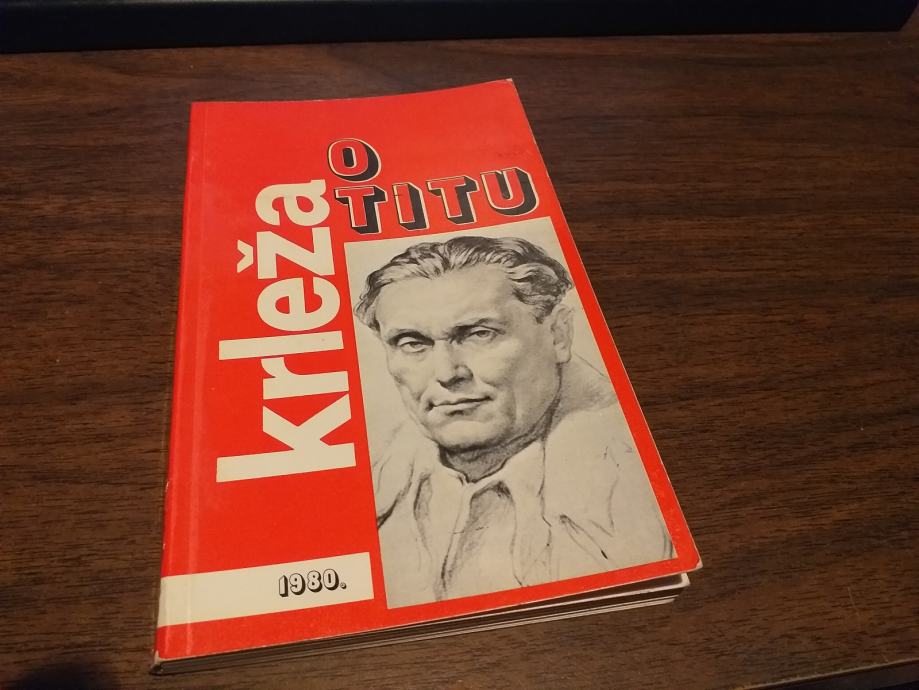 krleža
O
TITU
1980.